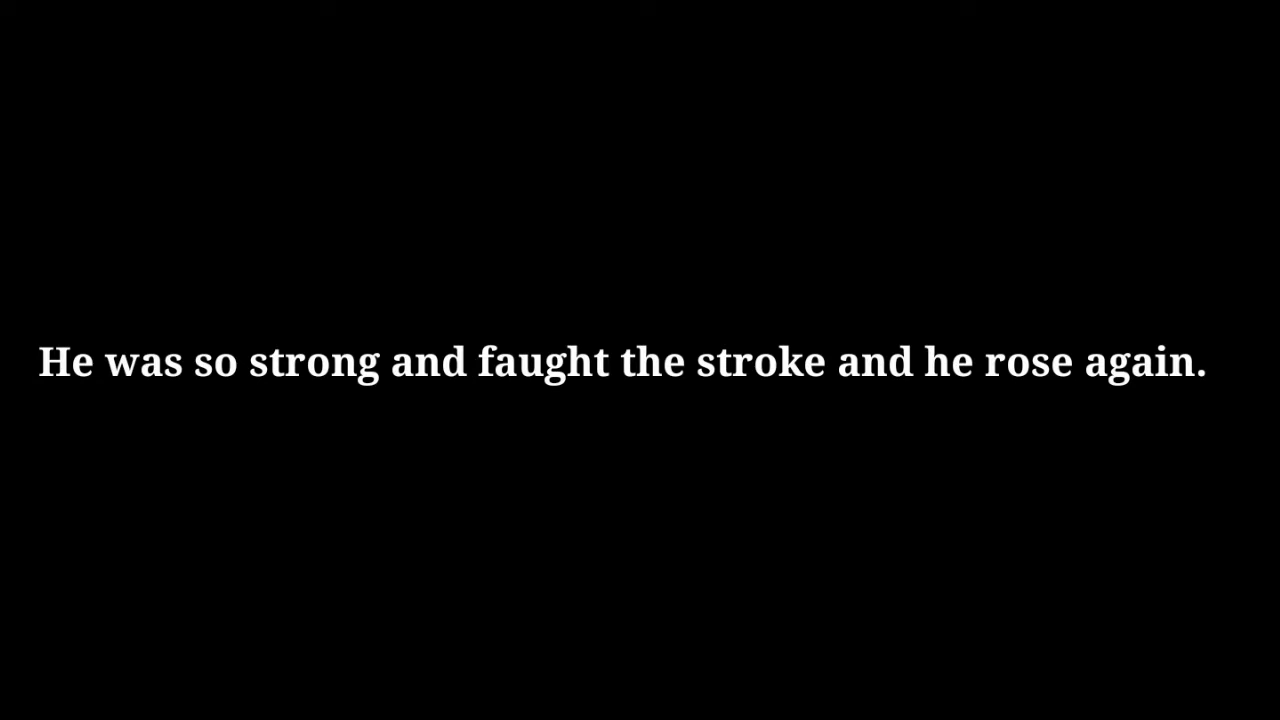 He was so strong and faught the stroke and he rose again.